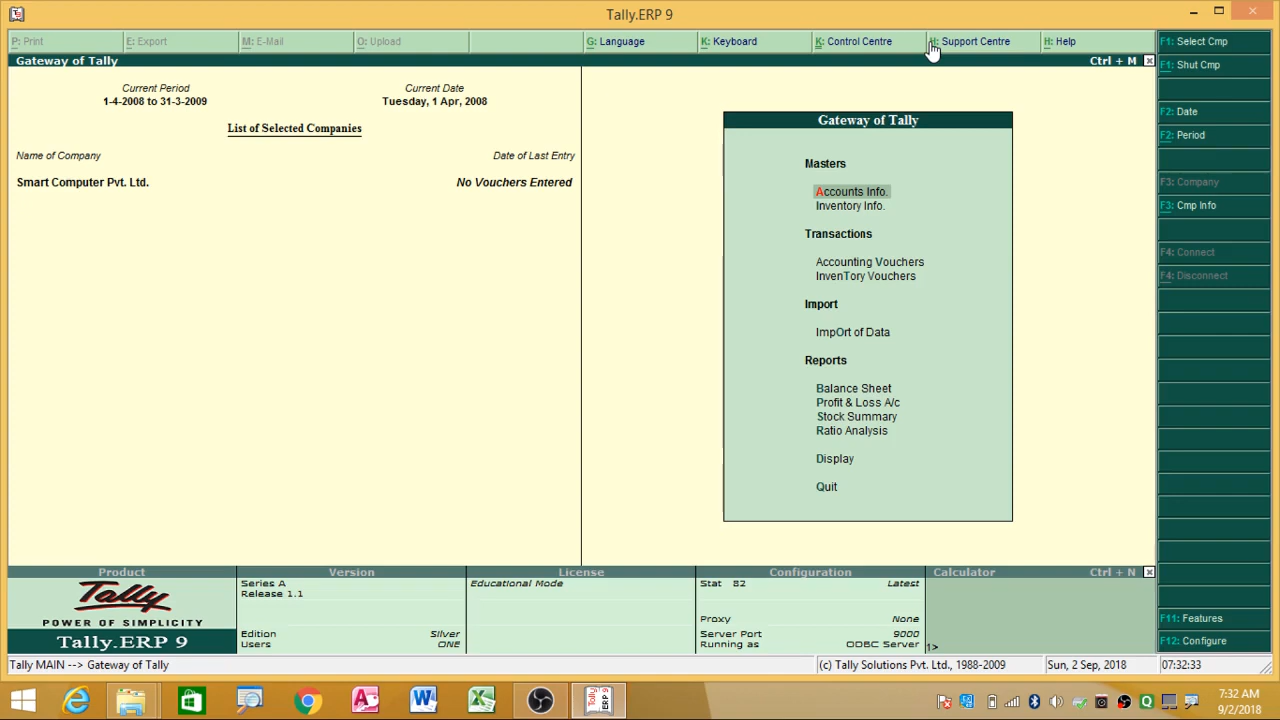 Tally.ERP 9
P: Print
E: Export
M: E-Mail
O: Upload
G: Language
K: Keyboard
K: Control Centre
H: Support Centre
H: Help
F1: Select Cmp
Gateway of Tally
Ctrl + M
F1: Shut Cmp
Current Period
1-4-2008 to 31-3-2009
Current Date
Tuesday, 1 Apr, 2008
List of Selected Companies
Name of Company
Date of Last Entry
Smart Computer Pvt. Ltd.
No Vouchers Entered
Gateway of Tally
Masters
Accounts Info.
Inventory Info.
Transactions
Accounting Vouchers
InvenTory Vouchers
Import
ImpOrt of Data
Reports
Balance Sheet
Profit & Loss A/c
Stock Summary
Ratio Analysis
Display
Quit
F2: Date
F2: Period
F3: Company
F3: Cmp Info
F4: Connect
F4: Disconnect
F11: Features
F12: Configure
Product
Tally
POWER OF SIMPLICITY
Tally.ERP 9
Version
Series A
Release 1.1
Edition Silver
Users ONE
License
Educational Mode
Configuration
Stat 82 Latest
Proxy None
Server Port 9000
Running as ODBC Server
Calculator
Ctrl + N
1>
Tally MAIN --> Gateway of Tally
(c) Tally Solutions Pvt. Ltd., 1988-2009
Sun, 2 Sep, 2018
07:32:33
7:32 AM
9/2/2018